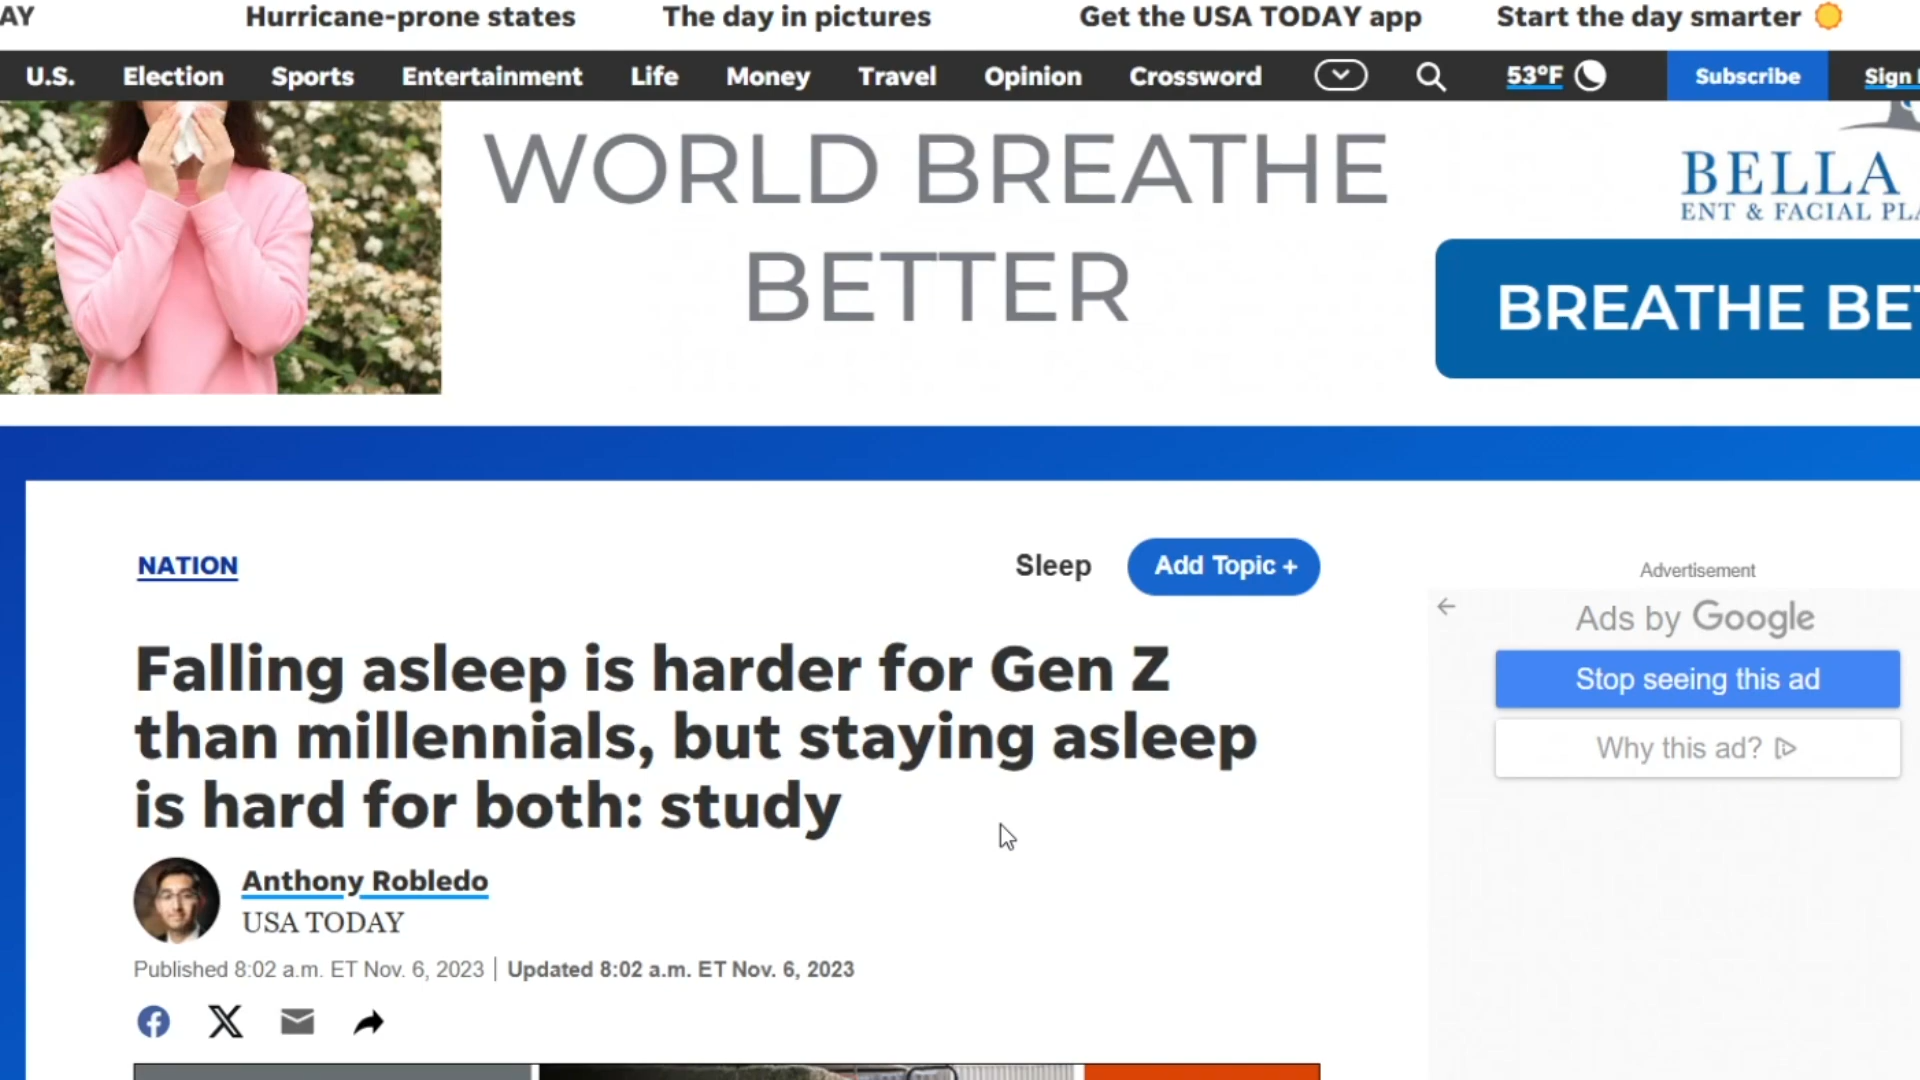 AY Hurricane-prone states The day in pictures Get the USA TODAY app Start the day smarter
U.S. Election Sports Entertainment Life Money Travel Opinion Crossword 53°F Subscribe Sign
WORLD BREATHE
BETTER
BELLA
ENT & FACIAL PLA
BREATHE BET
NATION
Sleep
Add Topic +
Falling asleep is harder for Gen Z
than millennials, but staying asleep
is hard for both: study
Anthony Robledo
USA TODAY
Published 8:02 a.m. ET Nov. 6, 2023 | Updated 8:02 a.m. ET Nov. 6, 2023
Advertisement
Ads by Google
Stop seeing this ad
Why this ad?